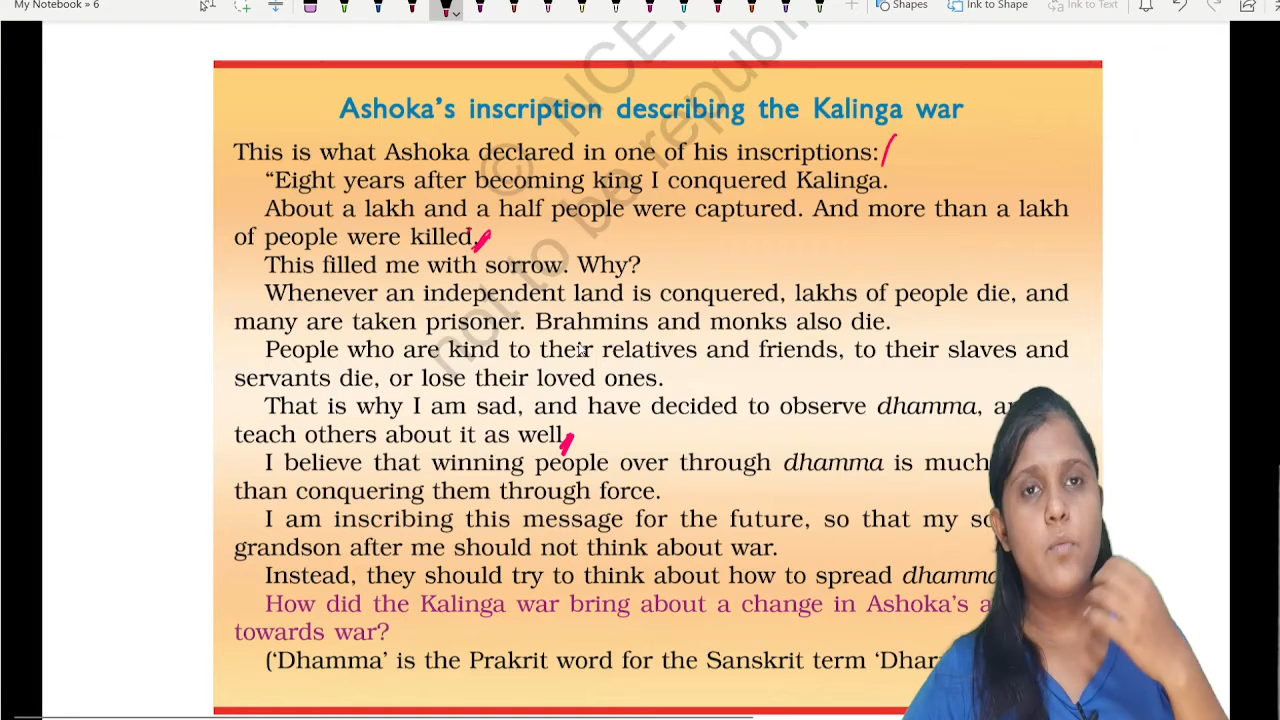 My Notebook » 6
Shapes
Ink to Shape
Ink to Text
© NCE
not to be republi
Ashoka's inscription describing the Kalinga war
This is what Ashoka declared in one of his inscriptions:
“Eight years after becoming king I conquered Kalinga.
About a lakh and a half people were captured. And more than a lakh
of people were killed.
This filled me with sorrow. Why?
Whenever an independent land is conquered, lakhs of people die, and
many are taken prisoner. Brahmins and monks also die.
People who are kind to their relatives and friends, to their slaves and
servants die, or lose their loved ones.
That is why I am sad, and have decided to observe dhamma,
teach others about it as well.
I believe that winning people over through dhamma is much
than conquering them through force.
I am inscribing this message for the future, so that my
grandson after me should not think about war.
Instead, they should try to think about how to spread dhamma
How did the Kalinga war bring about a change in Ashoka's
towards war?
(‘Dhamma’ is the Prakrit word for the Sanskrit term